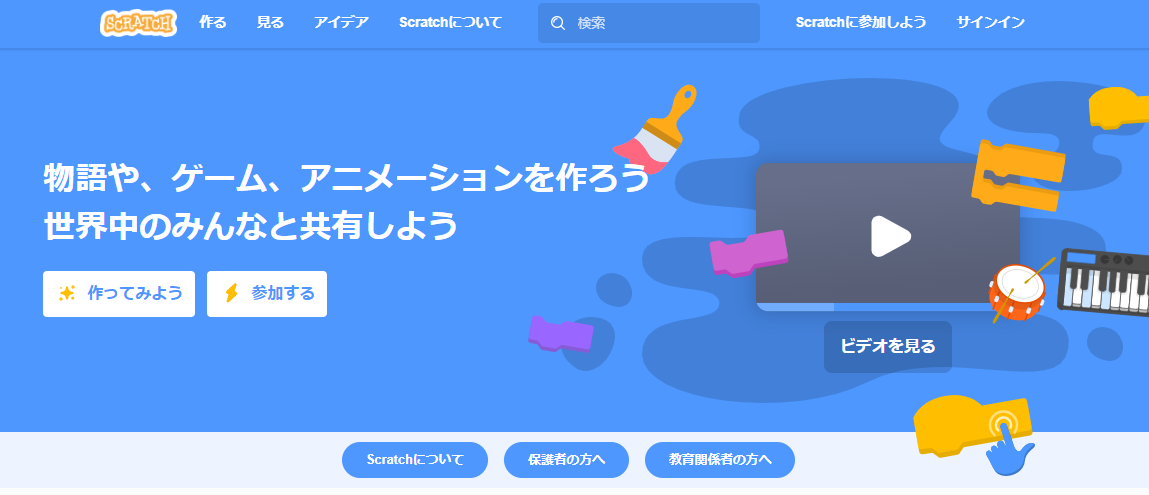 SCRATCH 作る 見る アイデア Scratchについて 検索 Scratchに参加しよう サインイン
物語や、ゲーム、アニメーションを作ろう
世界中のみんなと共有しよう
作ってみよう 参加する
ビデオを見る
Scratchについて 保護者の方へ 教育関係者の方へ